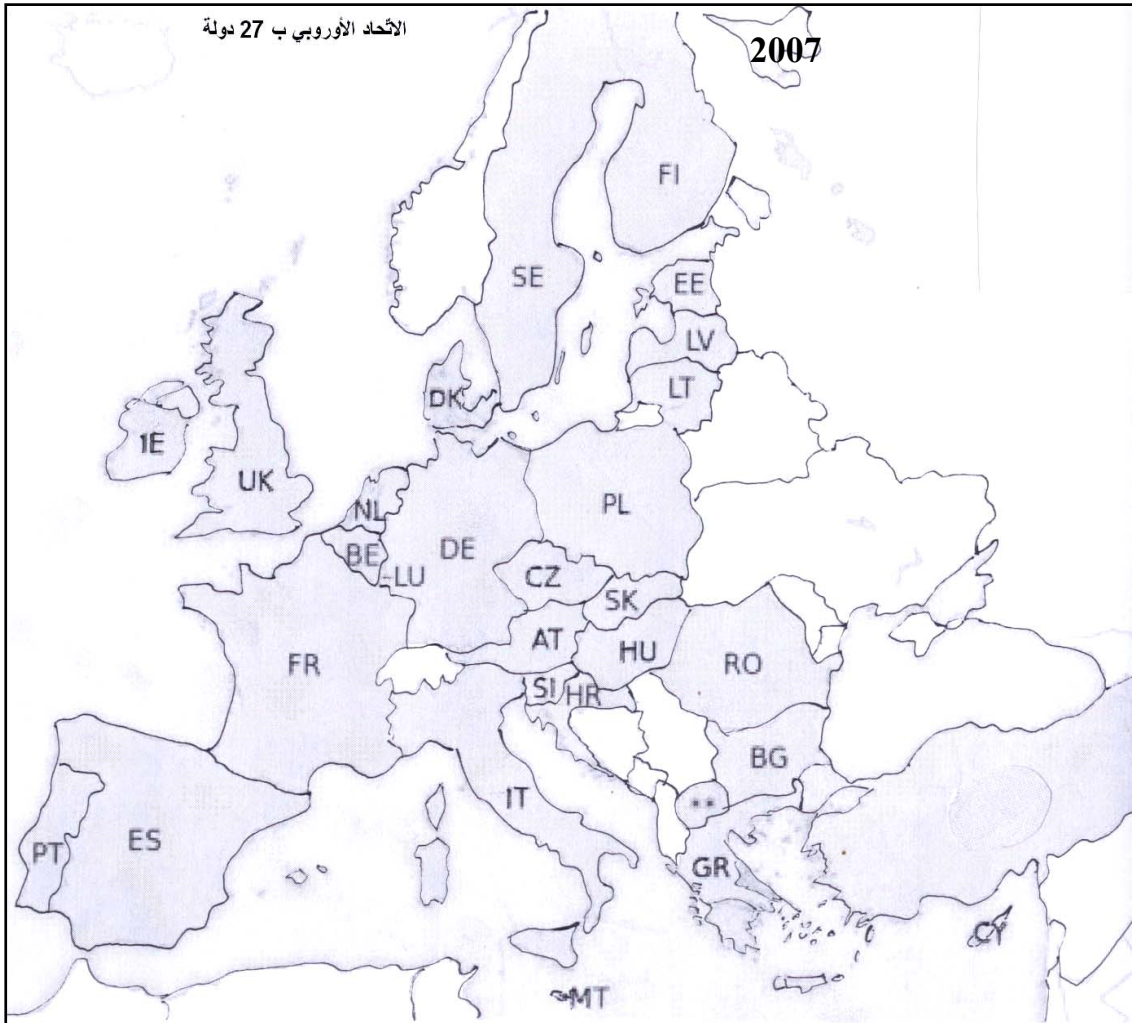 الاتّحاد الأوروبي ب 27 دولة
2007
FI
SE
EE
LV
LT
DK
IE
UK
NL
BE
LU
DE
PL
CZ
SK
AT
HU
FR
SI
HR
RO
BG
IT
**
PT
ES
GR
CY
MT